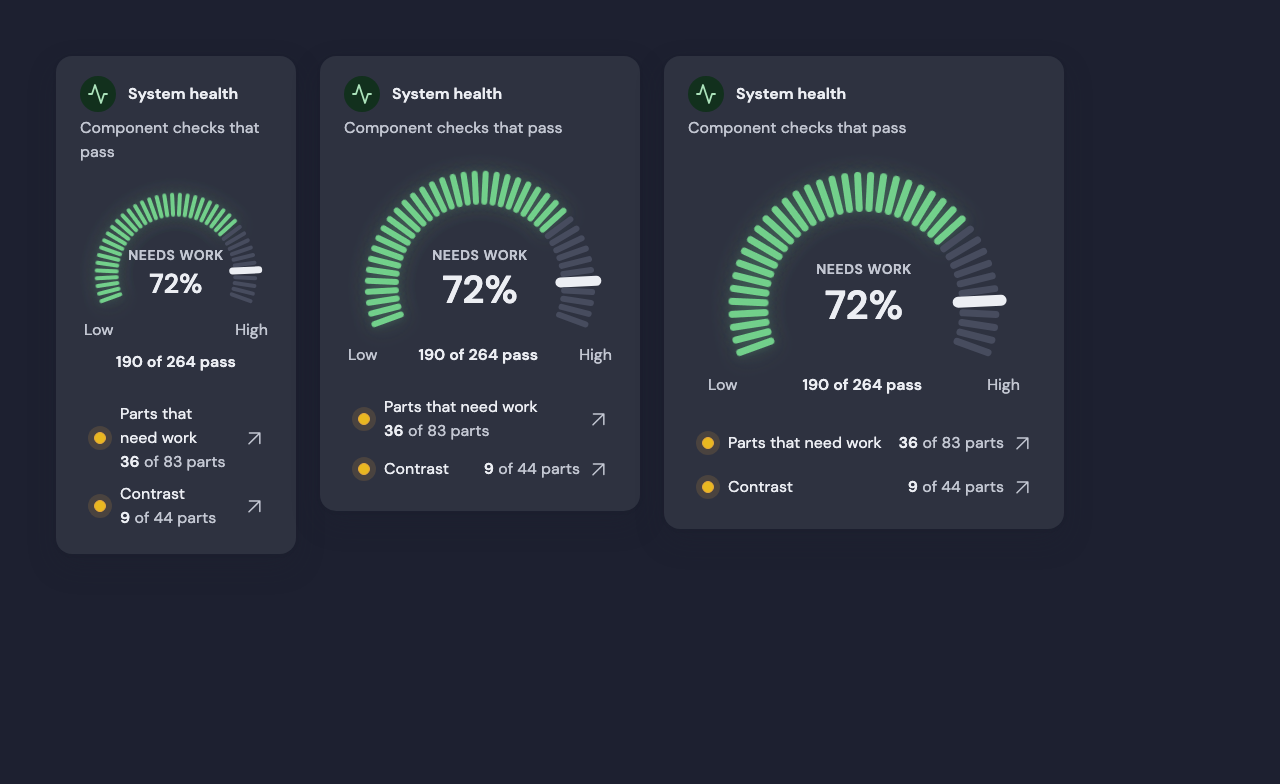 System health
Component checks that
pass
NEEDS WORK
72%
Low
High
190 of 264 pass
Parts that
need work
36 of 83 parts
Contrast
9 of 44 parts
System health
Component checks that pass
NEEDS WORK
72%
Low 190 of 264 pass High
Parts that need work
36 of 83 parts
Contrast 9 of 44 parts
System health
Component checks that pass
NEEDS WORK
72%
Low 190 of 264 pass High
Parts that need work 36 of 83 parts
Contrast 9 of 44 parts